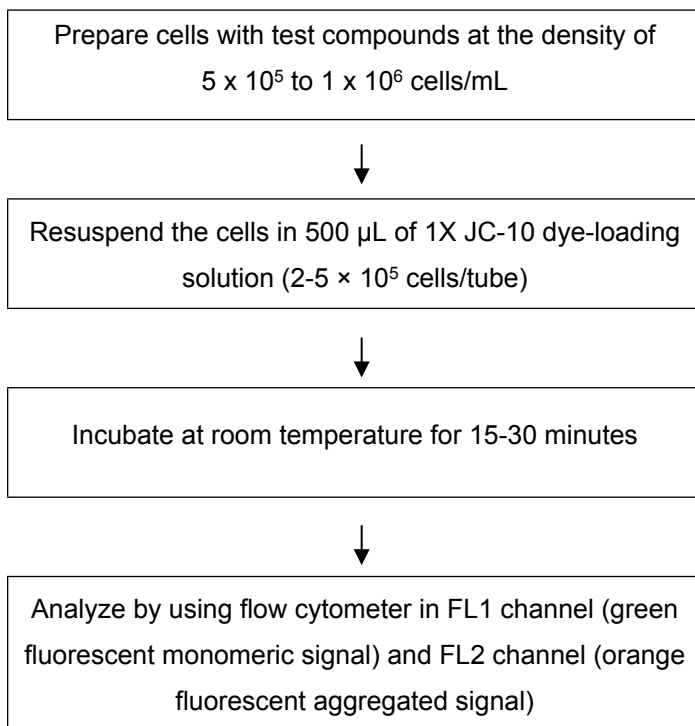 Prepare cells with test compounds at the density of
5 x 10⁵ to 1 x 10⁶ cells/mL
Resuspend the cells in 500 µL of 1X JC-10 dye-loading
solution (2-5 × 10⁵ cells/tube)
Incubate at room temperature for 15-30 minutes
Analyze by using flow cytometer in FL1 channel (green
fluorescent monomeric signal) and FL2 channel (orange
fluorescent aggregated signal)